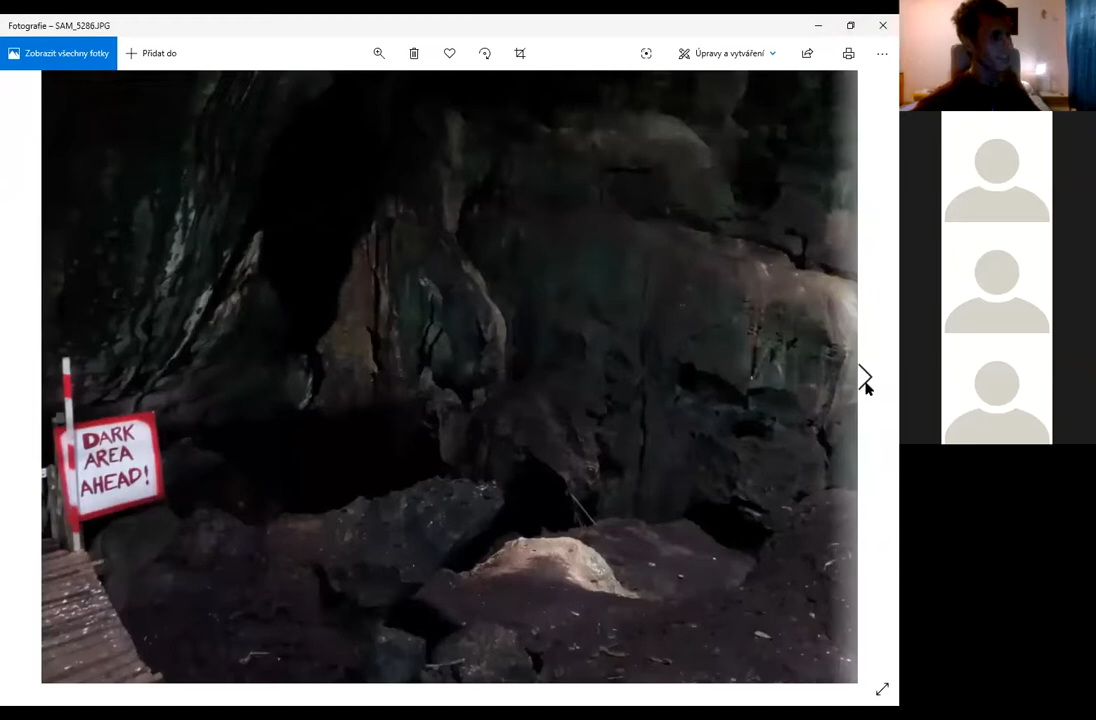 Fotografie – SAM_5286.JPG
Zobrazit všechny fotky
Přidat do
Úpravy a vytváření
DARK
AREA
AHEAD!